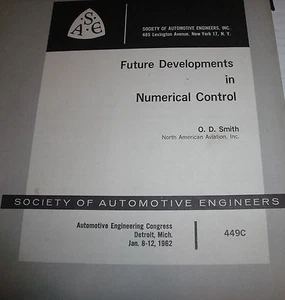 S
A E
SOCIETY OF AUTOMOTIVE ENGINEERS, INC.
485 Lexington Avenue, New York 17, N. Y.
Future Developments
in
Numerical Control
O. D. Smith
North American Aviation, Inc.
SOCIETY OF AUTOMOTIVE ENGINEERS
Automotive Engineering Congress
Detroit, Mich.
Jan. 8-12, 1962
449C